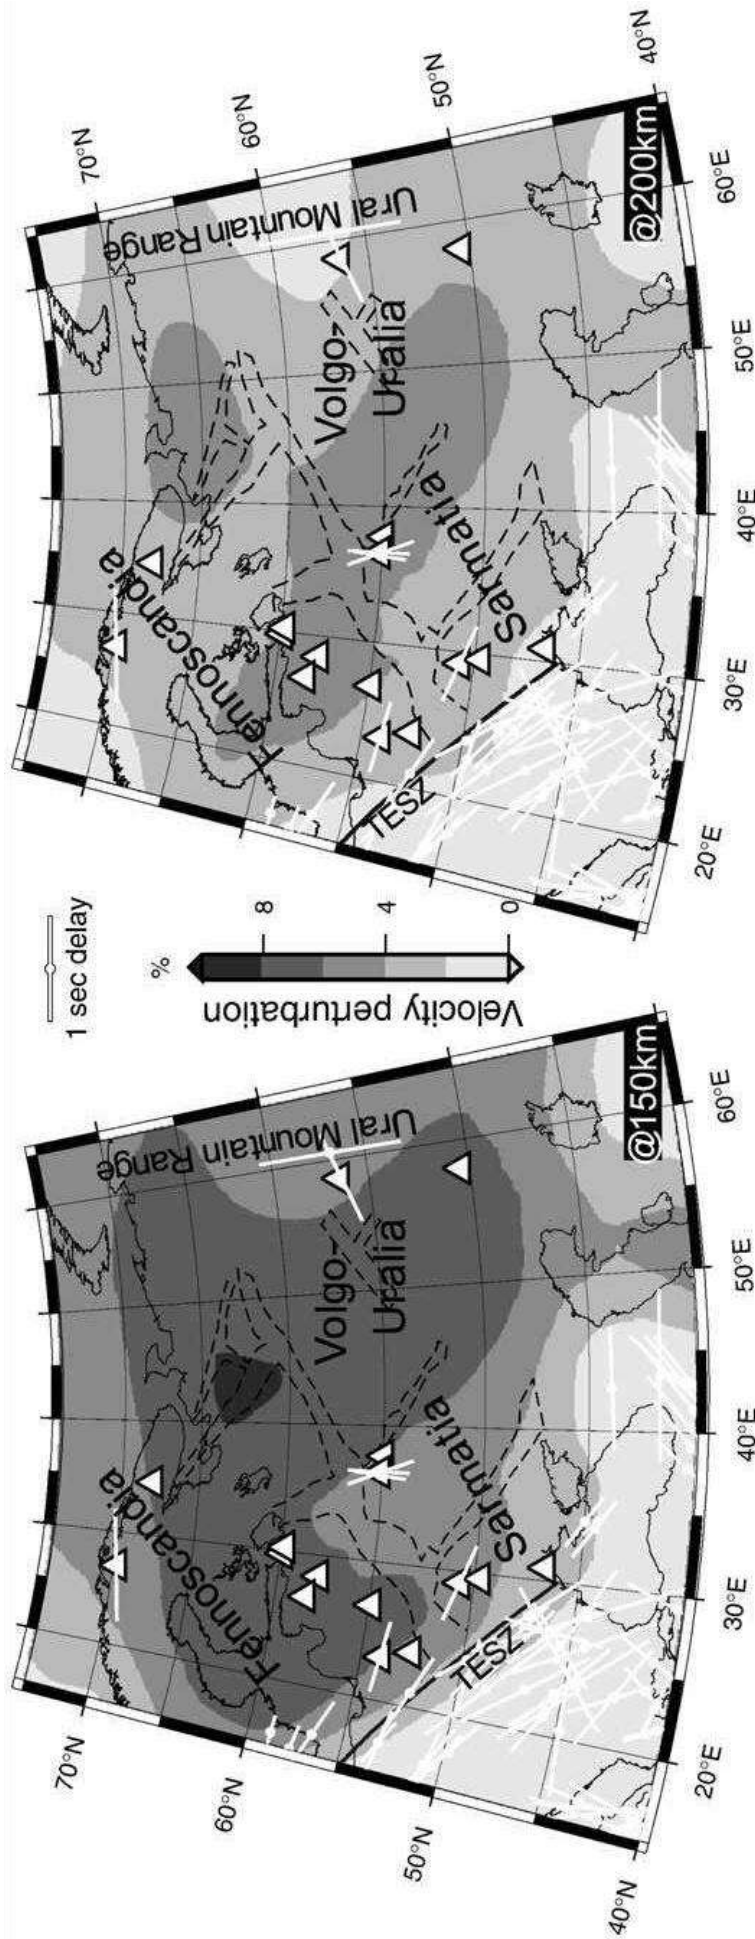 70°N
60°N
50°N
40°N
Ural Mountain Range
Volgo-
Uralia
Fennoscandia
Sarmatia
TESZ
@200km
20°E
30°E
40°E
50°E
60°E
1 sec delay
%
8
4
0
Velocity perturbation
70°N
60°N
50°N
40°N
Ural Mountain Range
Volgo-
Uralia
Fennoscandia
Sarmatia
TESZ
@150km
20°E
30°E
40°E
50°E
60°E